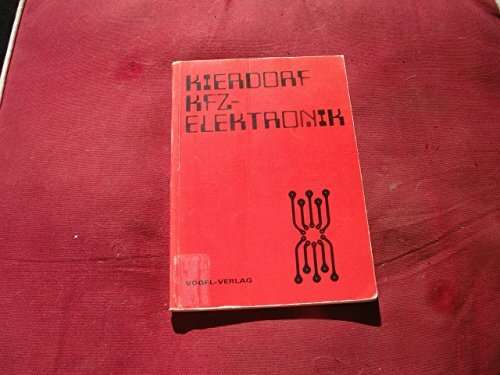 KIERDORF
KFZ-
ELEKTRONIK
VOGEL-VERLAG